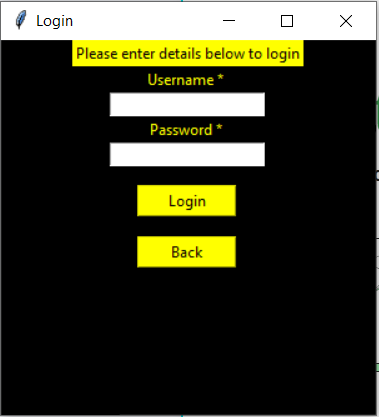 Login
Please enter details below to login
Username *
Password *
Login
Back